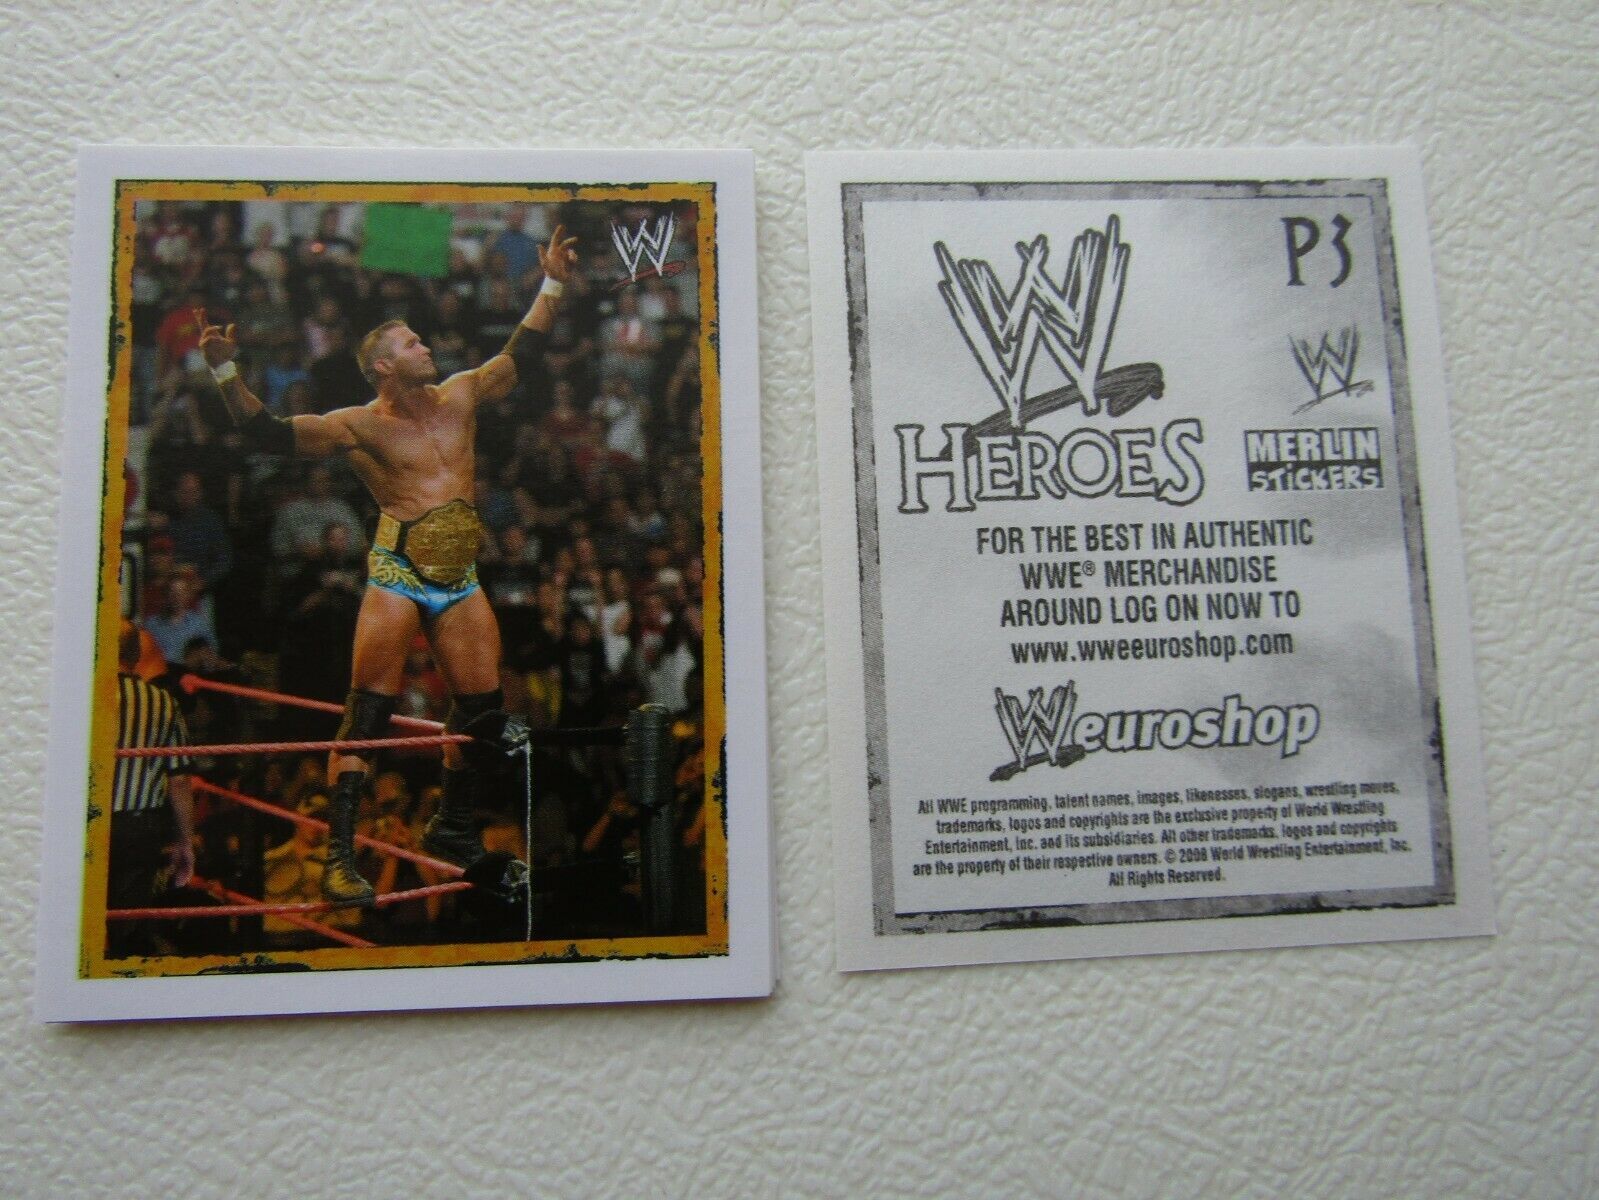 W
P3
W
W
HEROES
MERLIN
STiCKERS
FOR THE BEST IN AUTHENTIC
WWE® MERCHANDISE
AROUND LOG ON NOW TO
www.wweeuroshop.com
Weuroshop
All WWE programming, talent names, images, likenesses, slogans, wrestling moves,
trademarks, logos and copyrights are the exclusive property of World Wrestling
Entertainment, Inc. and its subsidiaries. All other trademarks, logos and copyrights
are the property of their respective owners. © 2008 World Wrestling Entertainment, Inc.
All Rights Reserved.